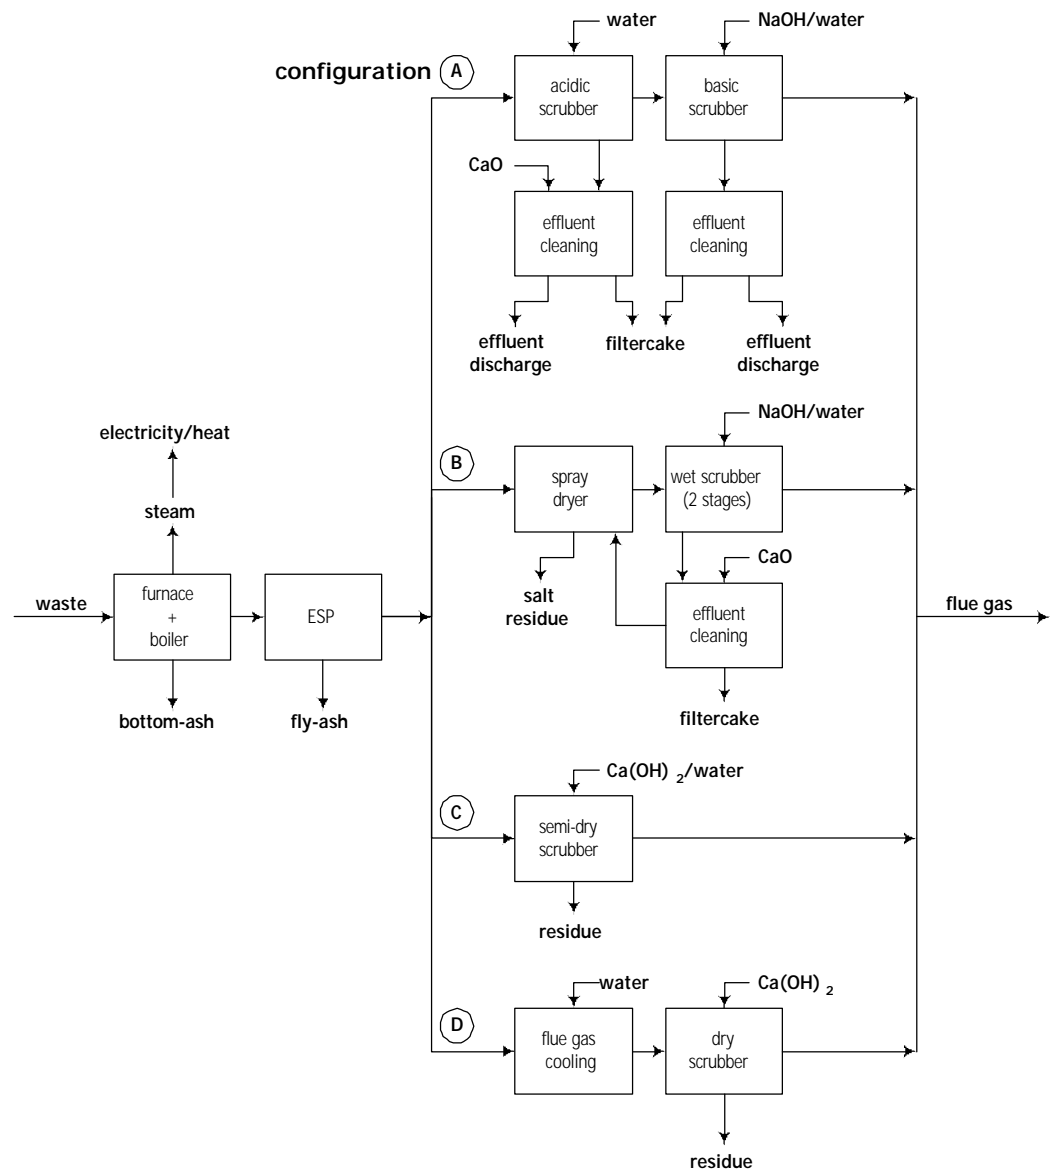 water
NaOH/water
configuration A
acidic
scrubber
basic
scrubber
CaO
effluent
cleaning
effluent
cleaning
effluent
discharge
filtercake
effluent
discharge
NaOH/water
electricity/heat
B
spray
dryer
wet scrubber
(2 stages)
steam
CaO
waste
furnace
+
boiler
ESP
salt
residue
effluent
cleaning
flue gas
bottom-ash
fly-ash
filtercake
Ca(OH) 2/water
C
semi-dry
scrubber
residue
water
Ca(OH) 2
D
flue gas
cooling
dry
scrubber
residue